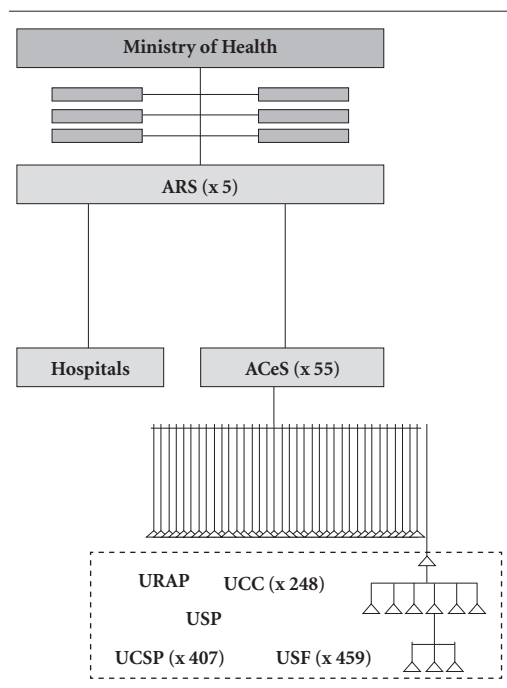 Ministry of Health
ARS (x 5)
Hospitals
ACeS (x 55)
URAP
UCC (x 248)
USP
UCSP (x 407)
USF (x 459)